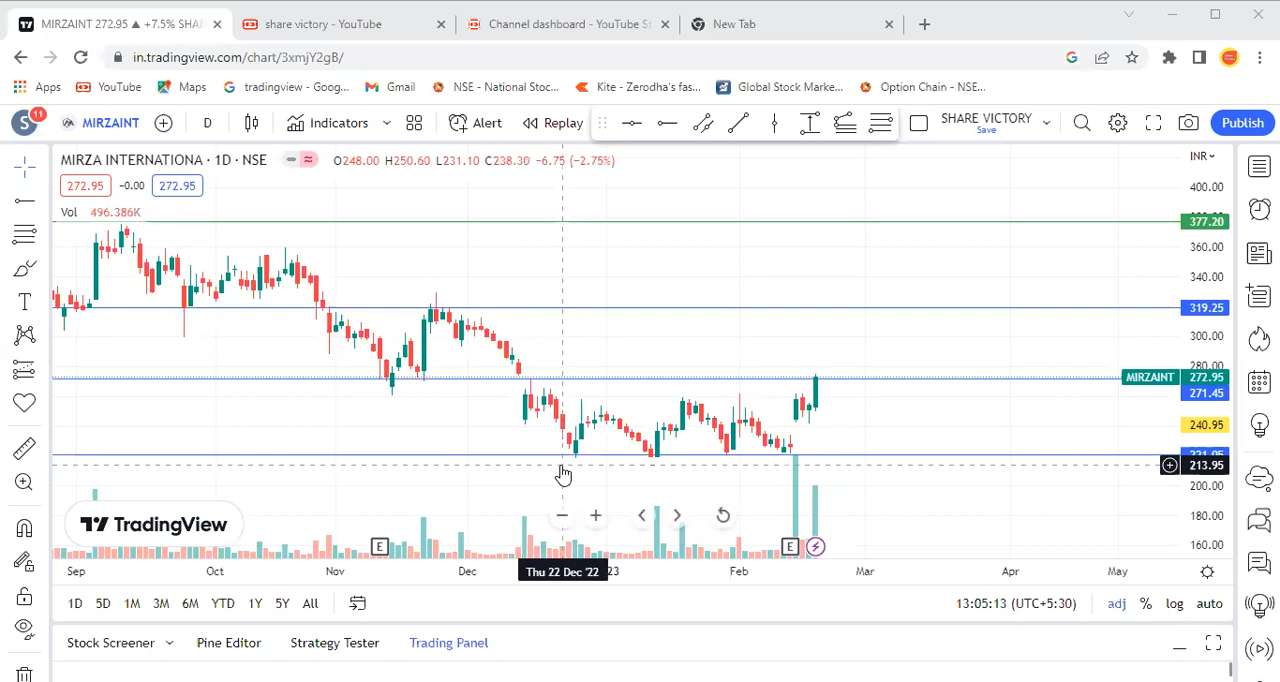 MIRZAINT 272.95 ▲ +7.5% SHAR
share victory - YouTube
Channel dashboard - YouTube St
New Tab
in.tradingview.com/chart/3xmjY2gB/
Apps YouTube Maps tradingview - Goog... Gmail NSE - National Stoc... Kite - Zerodha's fas... Global Stock Marke... Option Chain - NSE...
S 11 MIRZAINT D Indicators Alert Replay SHARE VICTORY Save Publish
MIRZA INTERNATIONA · 1D · NSE O248.00 H250.60 L231.10 C238.30 −6.75 (−2.75%) INR
272.95 -0.00 272.95
Vol 496.386K
400.00
377.20
360.00
340.00
319.25
300.00
280.00
MIRZAINT 272.95
271.45
240.95
213.95
200.00
180.00
160.00
TradingView
E E
Sep Oct Nov Dec Thu 22 Dec '22 23 Feb Mar Apr May
1D 5D 1M 3M 6M YTD 1Y 5Y All 13:05:13 (UTC+5:30) adj % log auto
Stock Screener Pine Editor Strategy Tester Trading Panel